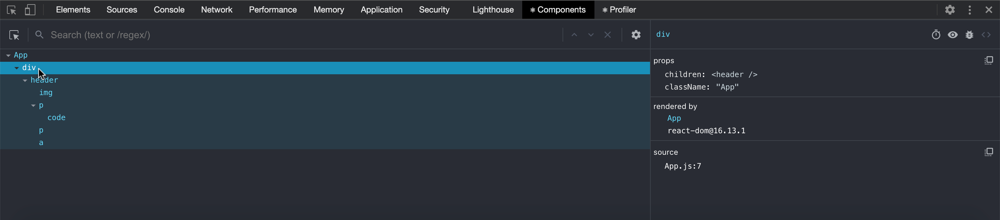 Elements Sources Console Network Performance Memory Application Security Lighthouse Components Profiler
Search (text or /regex/)
App
div
header
img
p
code
p
a
div
props
children: <header />
className: "App"
rendered by
App
react-dom@16.13.1
source
App.js:7